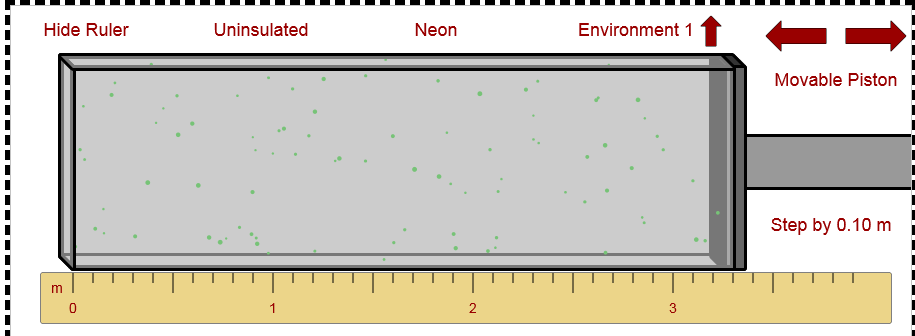 Hide Ruler Uninsulated Neon Environment 1
Movable Piston
Step by 0.10 m
m
0 1 2 3